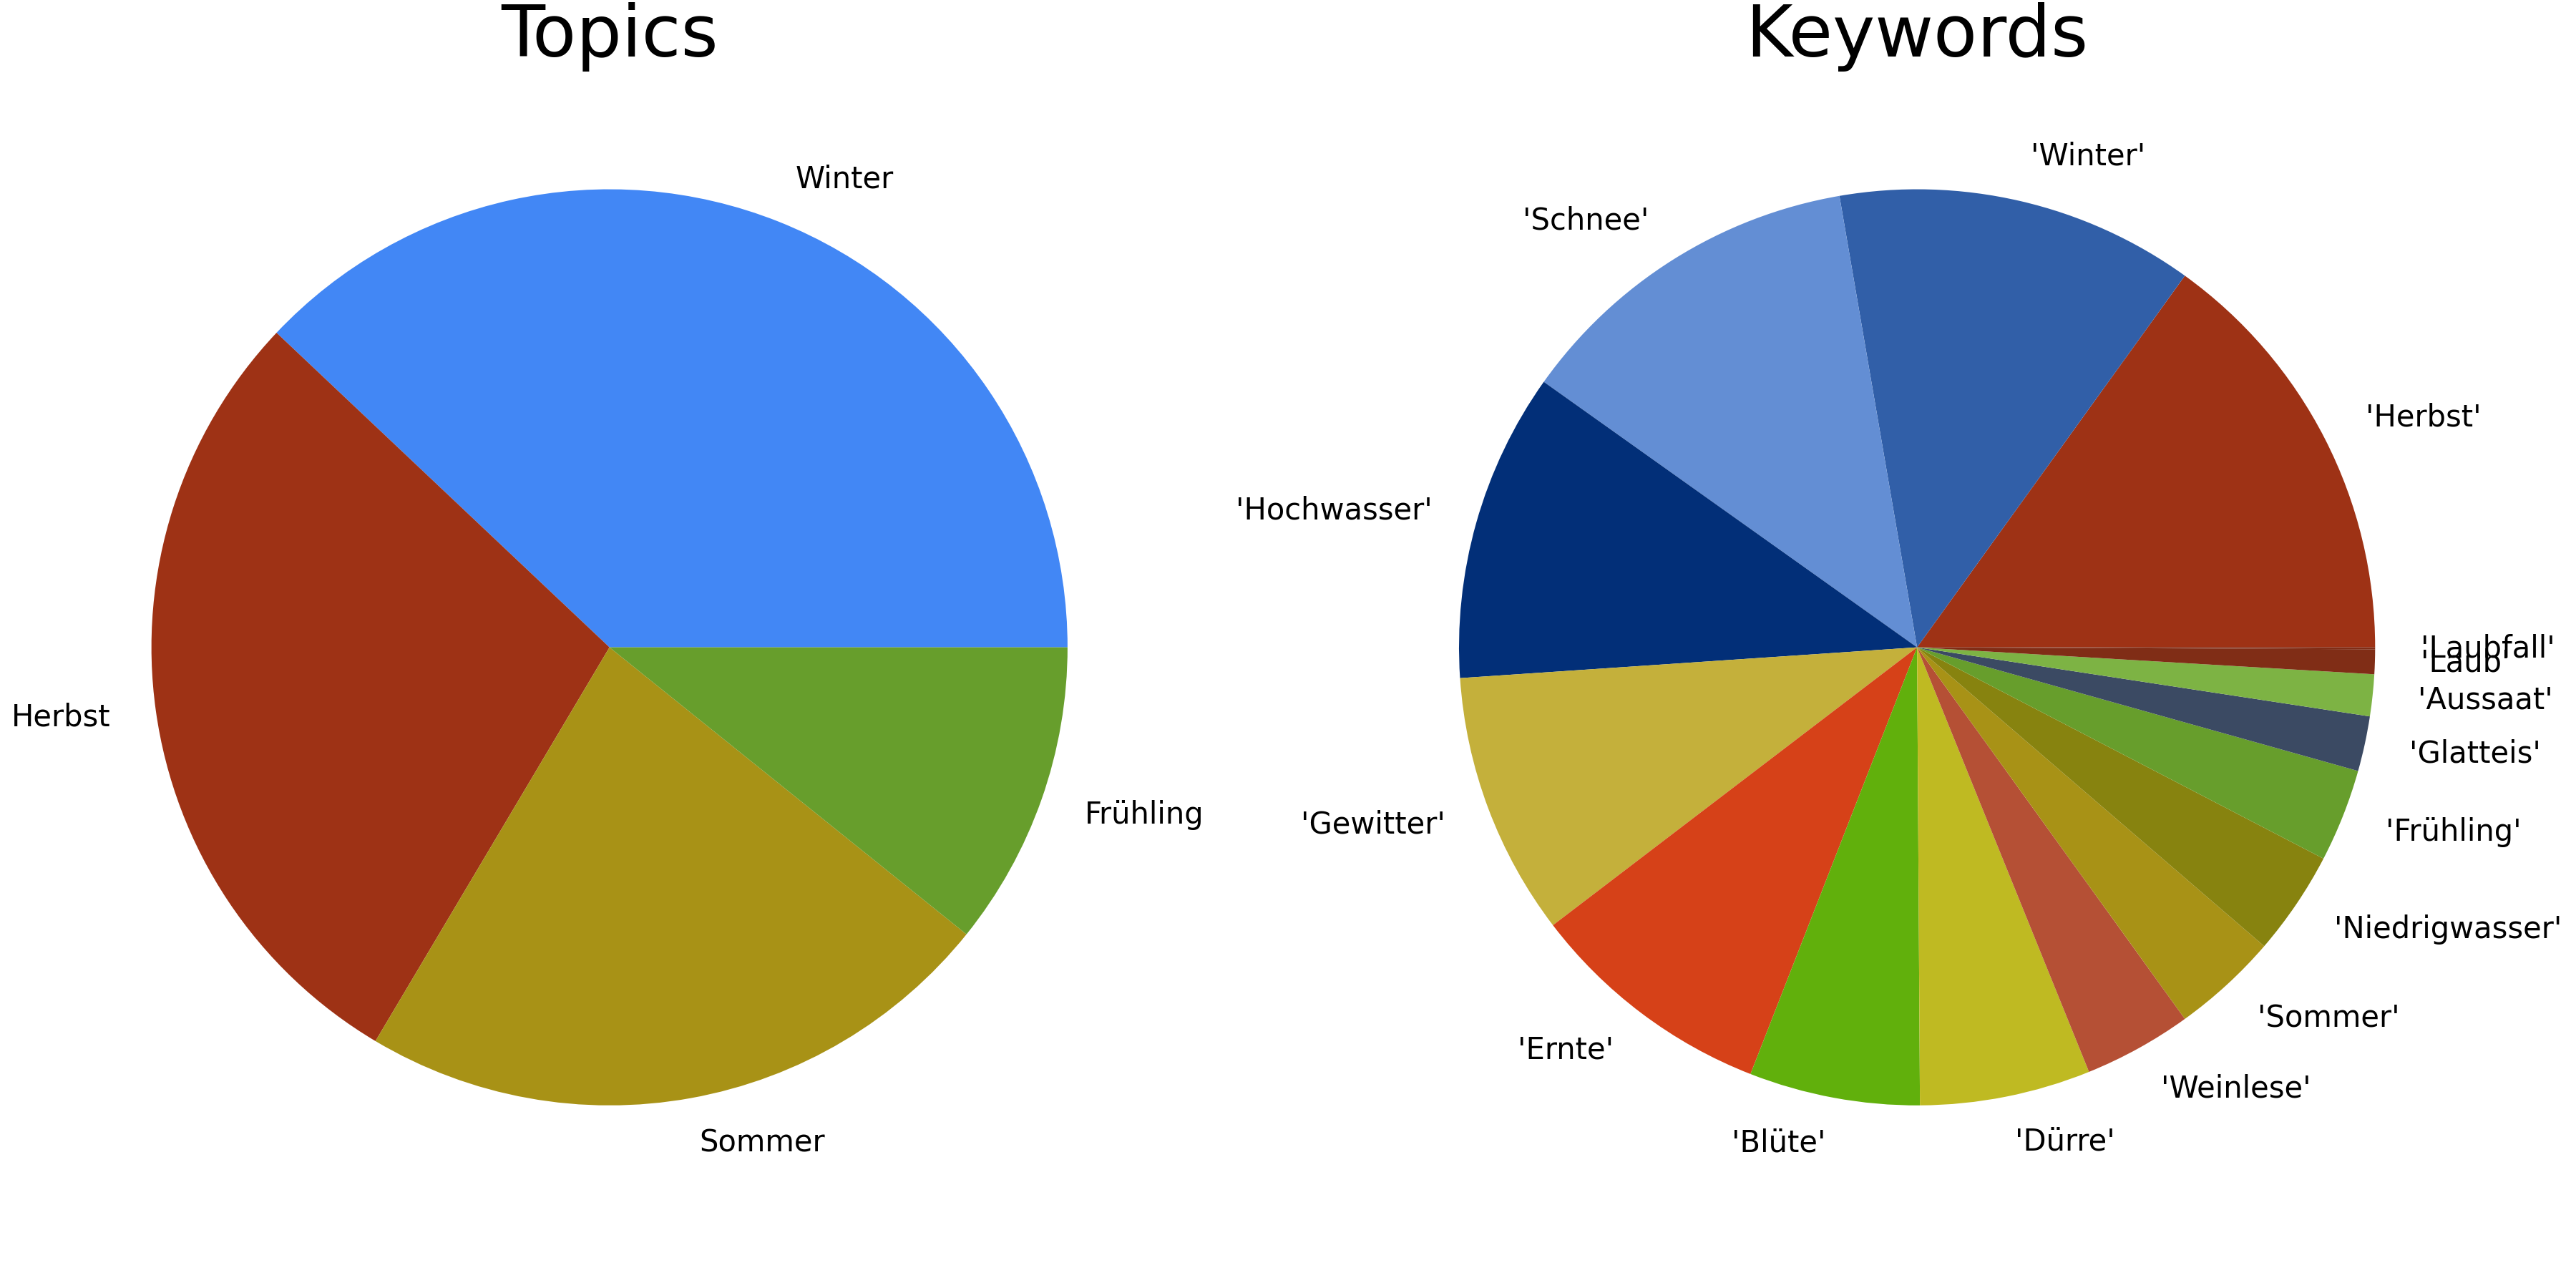 Topics
Winter
Herbst
Sommer
Frühling
Keywords
'Winter'
'Schnee'
'Herbst'
'Hochwasser'
'Laubfall'
'Laub'
'Aussaat'
'Glatteis'
'Gewitter'
'Frühling'
'Niedrigwasser'
'Sommer'
'Ernte'
'Weinlese'
'Blüte'
'Dürre'